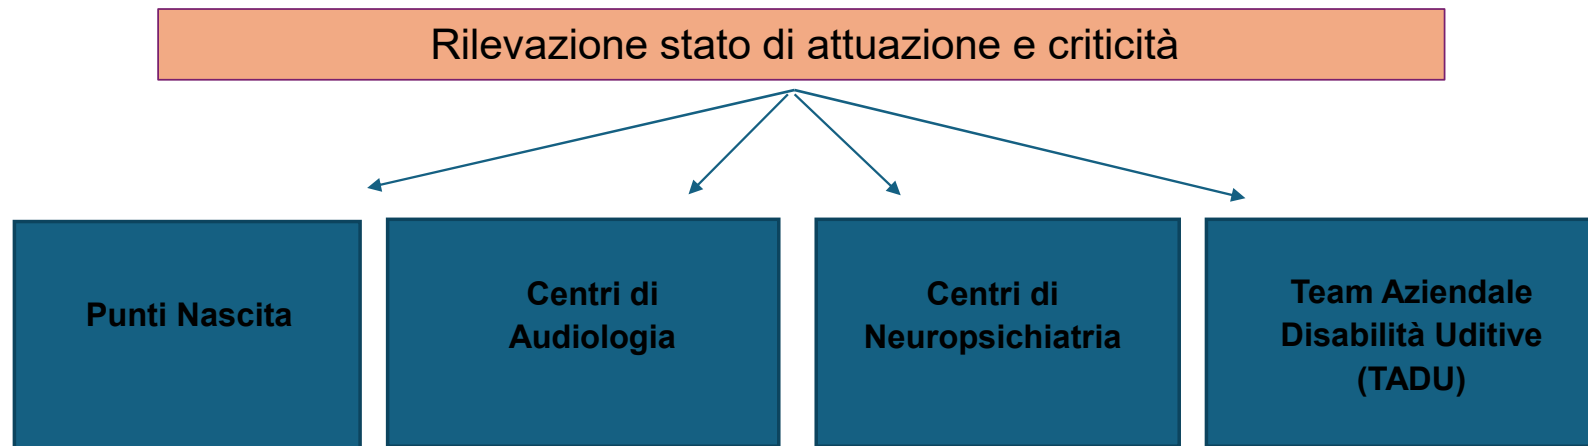 Rilevazione stato di attuazione e criticità
Punti Nascita
Centri di
Audiologia
Centri di
Neuropsichiatria
Team Aziendale
Disabilità Uditive
(TADU)